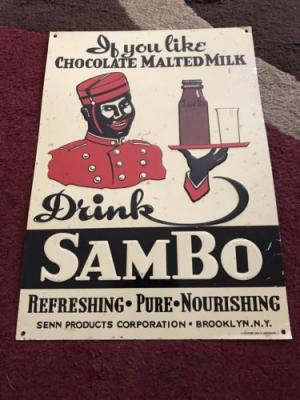 If you like
CHOCOLATE MALTED MILK
Drink
SAMBO
REFRESHING • PURE • NOURISHING
SENN PRODUCTS CORPORATION • BROOKLYN, N.Y.